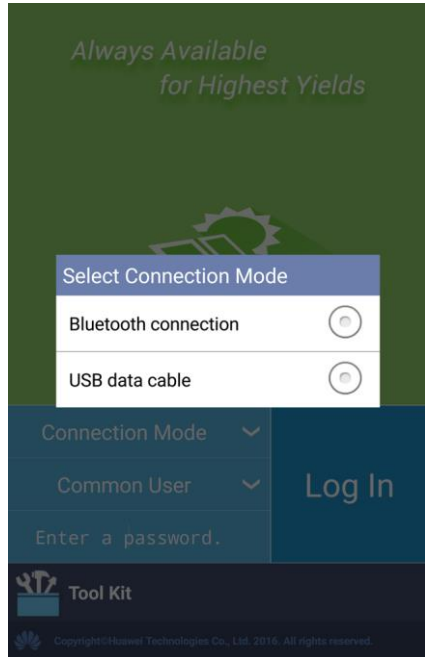 Always Available
for Highest Yields
Select Connection Mode
Bluetooth connection
USB data cable
Connection Mode
Common User
Log In
Enter a password.
Tool Kit
Copyright©Huawei Technologies Co., Ltd. 2016. All rights reserved.